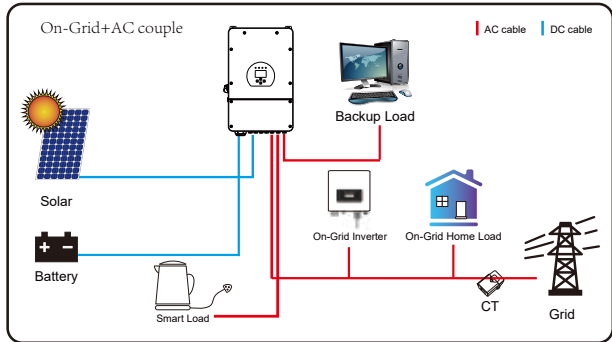 On-Grid+AC couple
AC cable
DC cable
Backup Load
Solar
On-Grid Inverter
On-Grid Home Load
Battery
Smart Load
CT
Grid